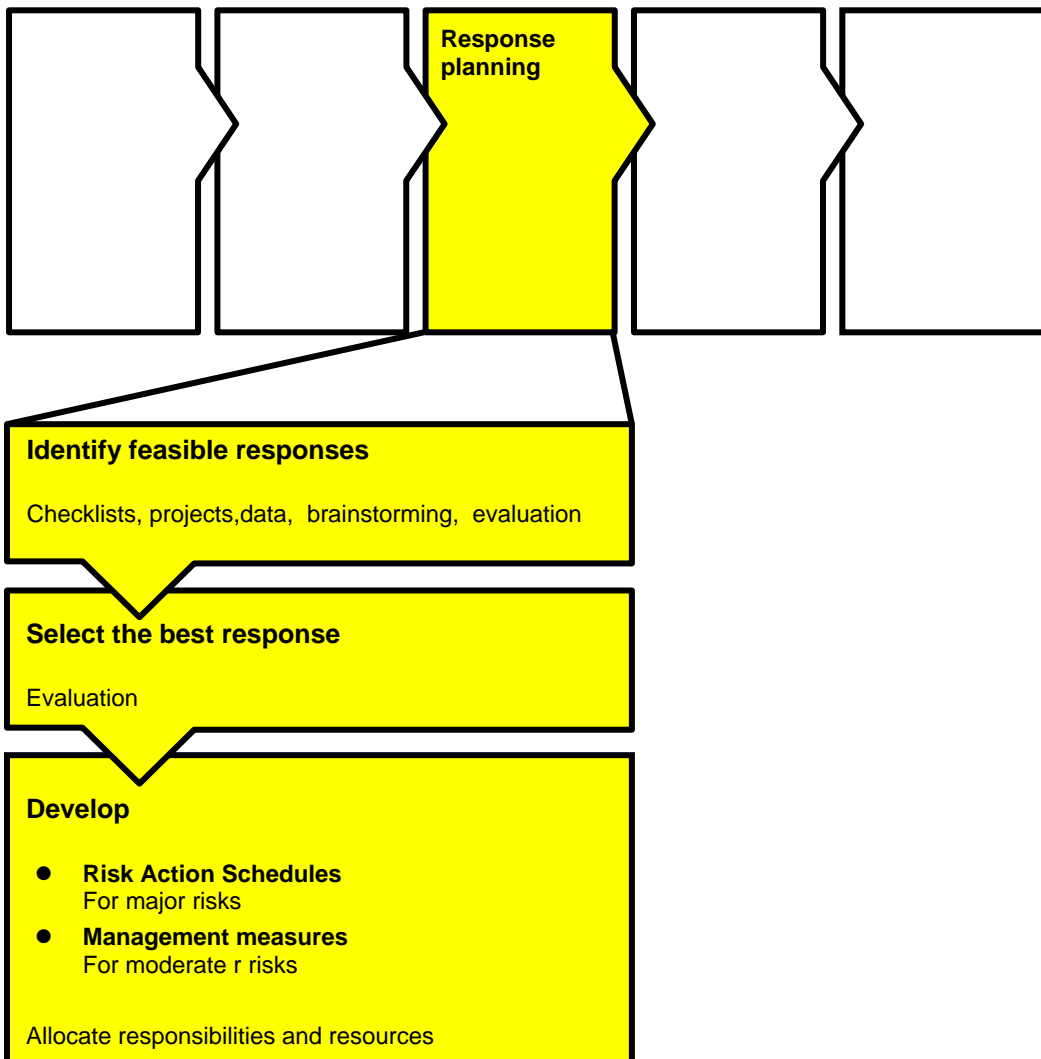 Response
planning
Identify feasible responses
Checklists, projects,data, brainstorming, evaluation
Select the best response
Evaluation
Develop
● Risk Action Schedules
For major risks
● Management measures
For moderate r risks
Allocate responsibilities and resources